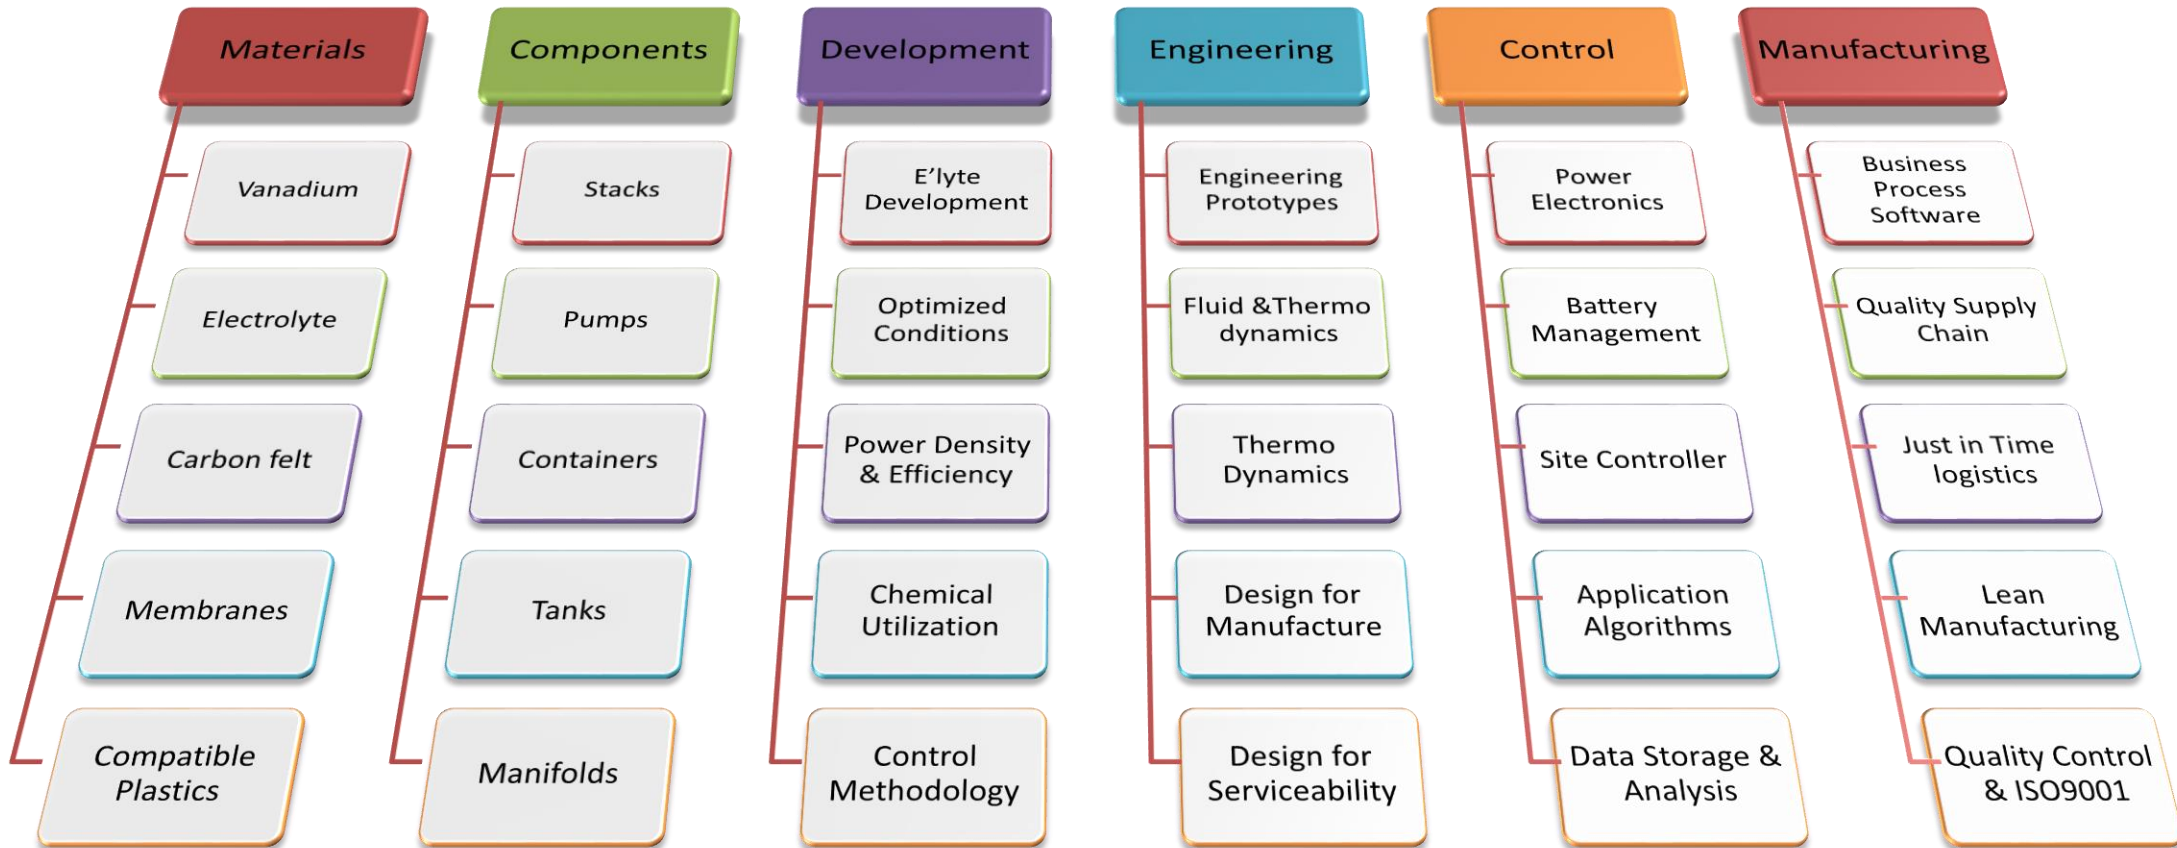 Materials
Vanadium
Electrolyte
Carbon felt
Membranes
Compatible
Plastics
Components
Stacks
Pumps
Containers
Tanks
Manifolds
Development
E'lyte
Development
Optimized
Conditions
Power Density
& Efficiency
Chemical
Utilization
Control
Methodology
Engineering
Engineering
Prototypes
Fluid &Thermo
dynamics
Thermo
Dynamics
Design for
Manufacture
Design for
Serviceability
Control
Power
Electronics
Battery
Management
Site Controller
Application
Algorithms
Data Storage &
Analysis
Manufacturing
Business
Process
Software
Quality Supply
Chain
Just in Time
logistics
Lean
Manufacturing
Quality Control
& ISO9001